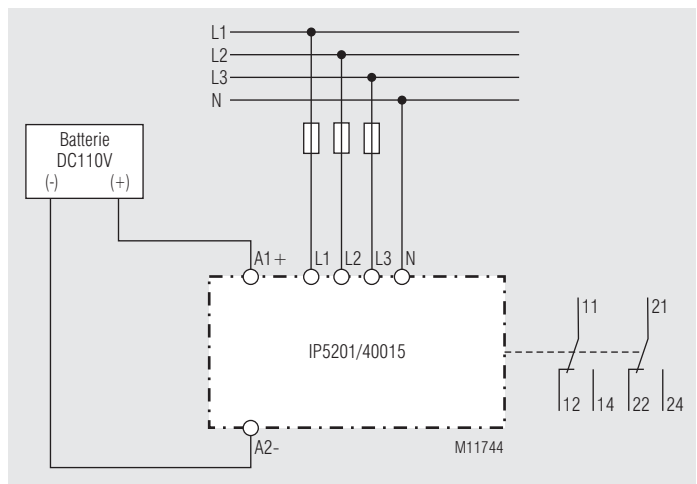 L1
L2
L3
N
Batterie
DC110V
(-) (+)
A1+ L1 L2 L3 N
IP5201/40015
11 21
12 14 22 24
A2-
M11744